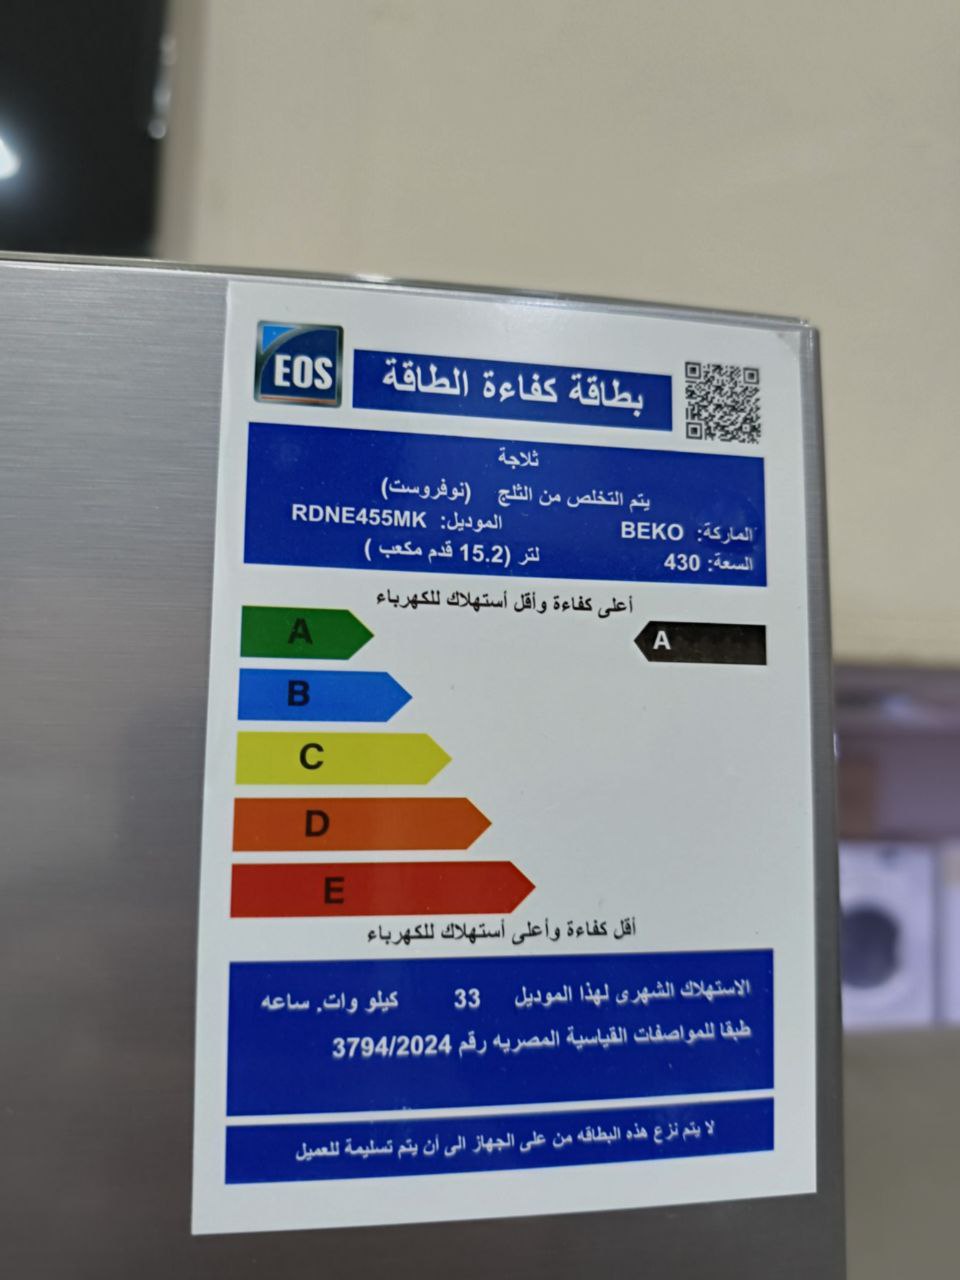 EOS
بطاقة كفاءة الطاقة
ثلاجة
يتم التخلص من الثلج (نوفروست)
الماركة: BEKO الموديل: RDNE455MK
السعة: 430 لتر (15.2 قدم مكعب )
أعلى كفاءة وأقل أستهلاك للكهرباء
A
A
B
C
D
E
أقل كفاءة وأعلى أستهلاك للكهرباء
الاستهلاك الشهرى لهذا الموديل 33 كيلو وات. ساعه
طبقا للمواصفات القياسية المصريه رقم 3794/2024
لا يتم نزع هذه البطاقه من على الجهاز الى أن يتم تسليمة للعميل